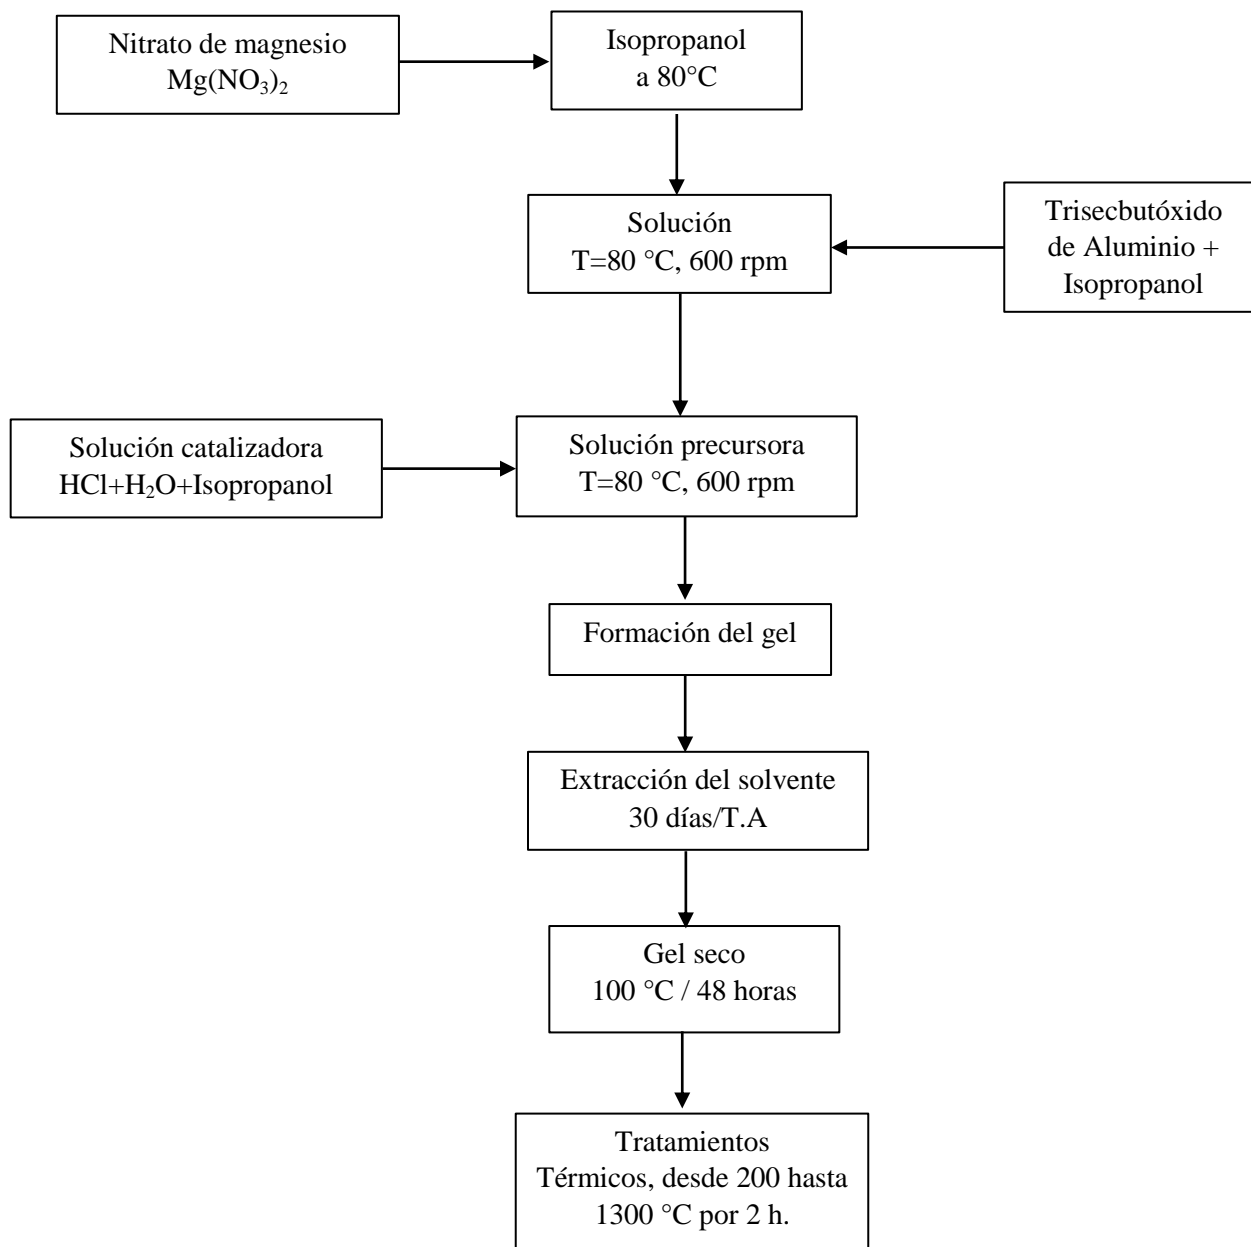 Nitrato de magnesio
Mg(NO₃)₂
Isopropanol
a 80°C
Solución
T=80 °C, 600 rpm
Trisecbutóxido
de Aluminio +
Isopropanol
Solución catalizadora
HCl+H₂O+Isopropanol
Solución precursora
T=80 °C, 600 rpm
Formación del gel
Extracción del solvente
30 días/T.A
Gel seco
100 °C / 48 horas
Tratamientos
Térmicos, desde 200 hasta
1300 °C por 2 h.